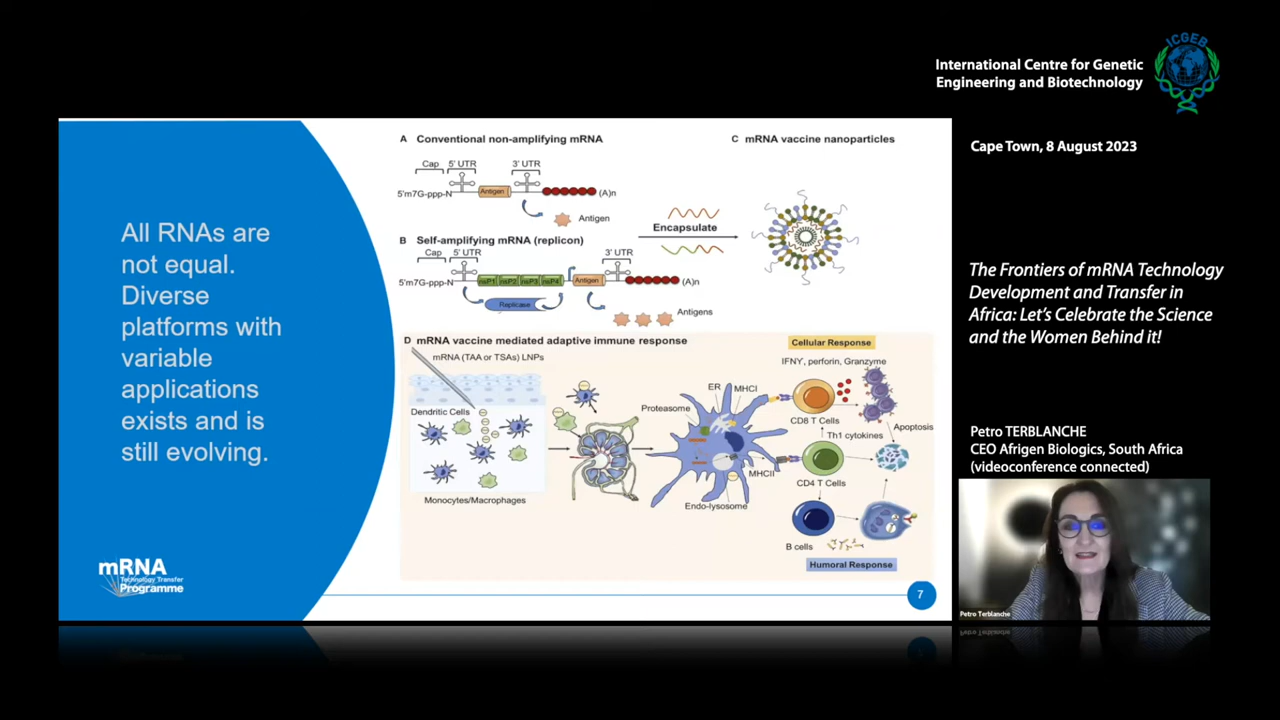 International Centre for Genetic
Engineering and Biotechnology
ICGEB
Cape Town, 8 August 2023
The Frontiers of mRNA Technology
Development and Transfer in
Africa: Let's Celebrate the Science
and the Women Behind it!
Petro TERBLANCHE
CEO Afrigen Biologics, South Africa
(videoconference connected)
Petro Terblanche
All RNAs are
not equal.
Diverse
platforms with
variable
applications
exists and is
still evolving.
mRNA
Technology Transfer
Programme
A Conventional non-amplifying mRNA
Cap 5' UTR 3' UTR
5'm7G-ppp-N Antigen (A)n
Antigen
B Self-amplifying mRNA (replicon)
Cap 5' UTR 3' UTR
5'm7G-ppp-N nsP1 nsP2 nsP3 nsP4 Antigen (A)n
Replicase
Antigens
Encapsulate
C mRNA vaccine nanoparticles
D mRNA vaccine mediated adaptive immune response
mRNA (TAA or TSAs) LNPs
Dendritic Cells
Monocytes/Macrophages
Proteasome
ER
MHCI
MHCII
Endo-lysosome
Cellular Response
IFNϒ, perforin, Granzyme
CD8 T Cells
Th1 cytokines
Apoptosis
CD4 T Cells
B cells
Humoral Response
7